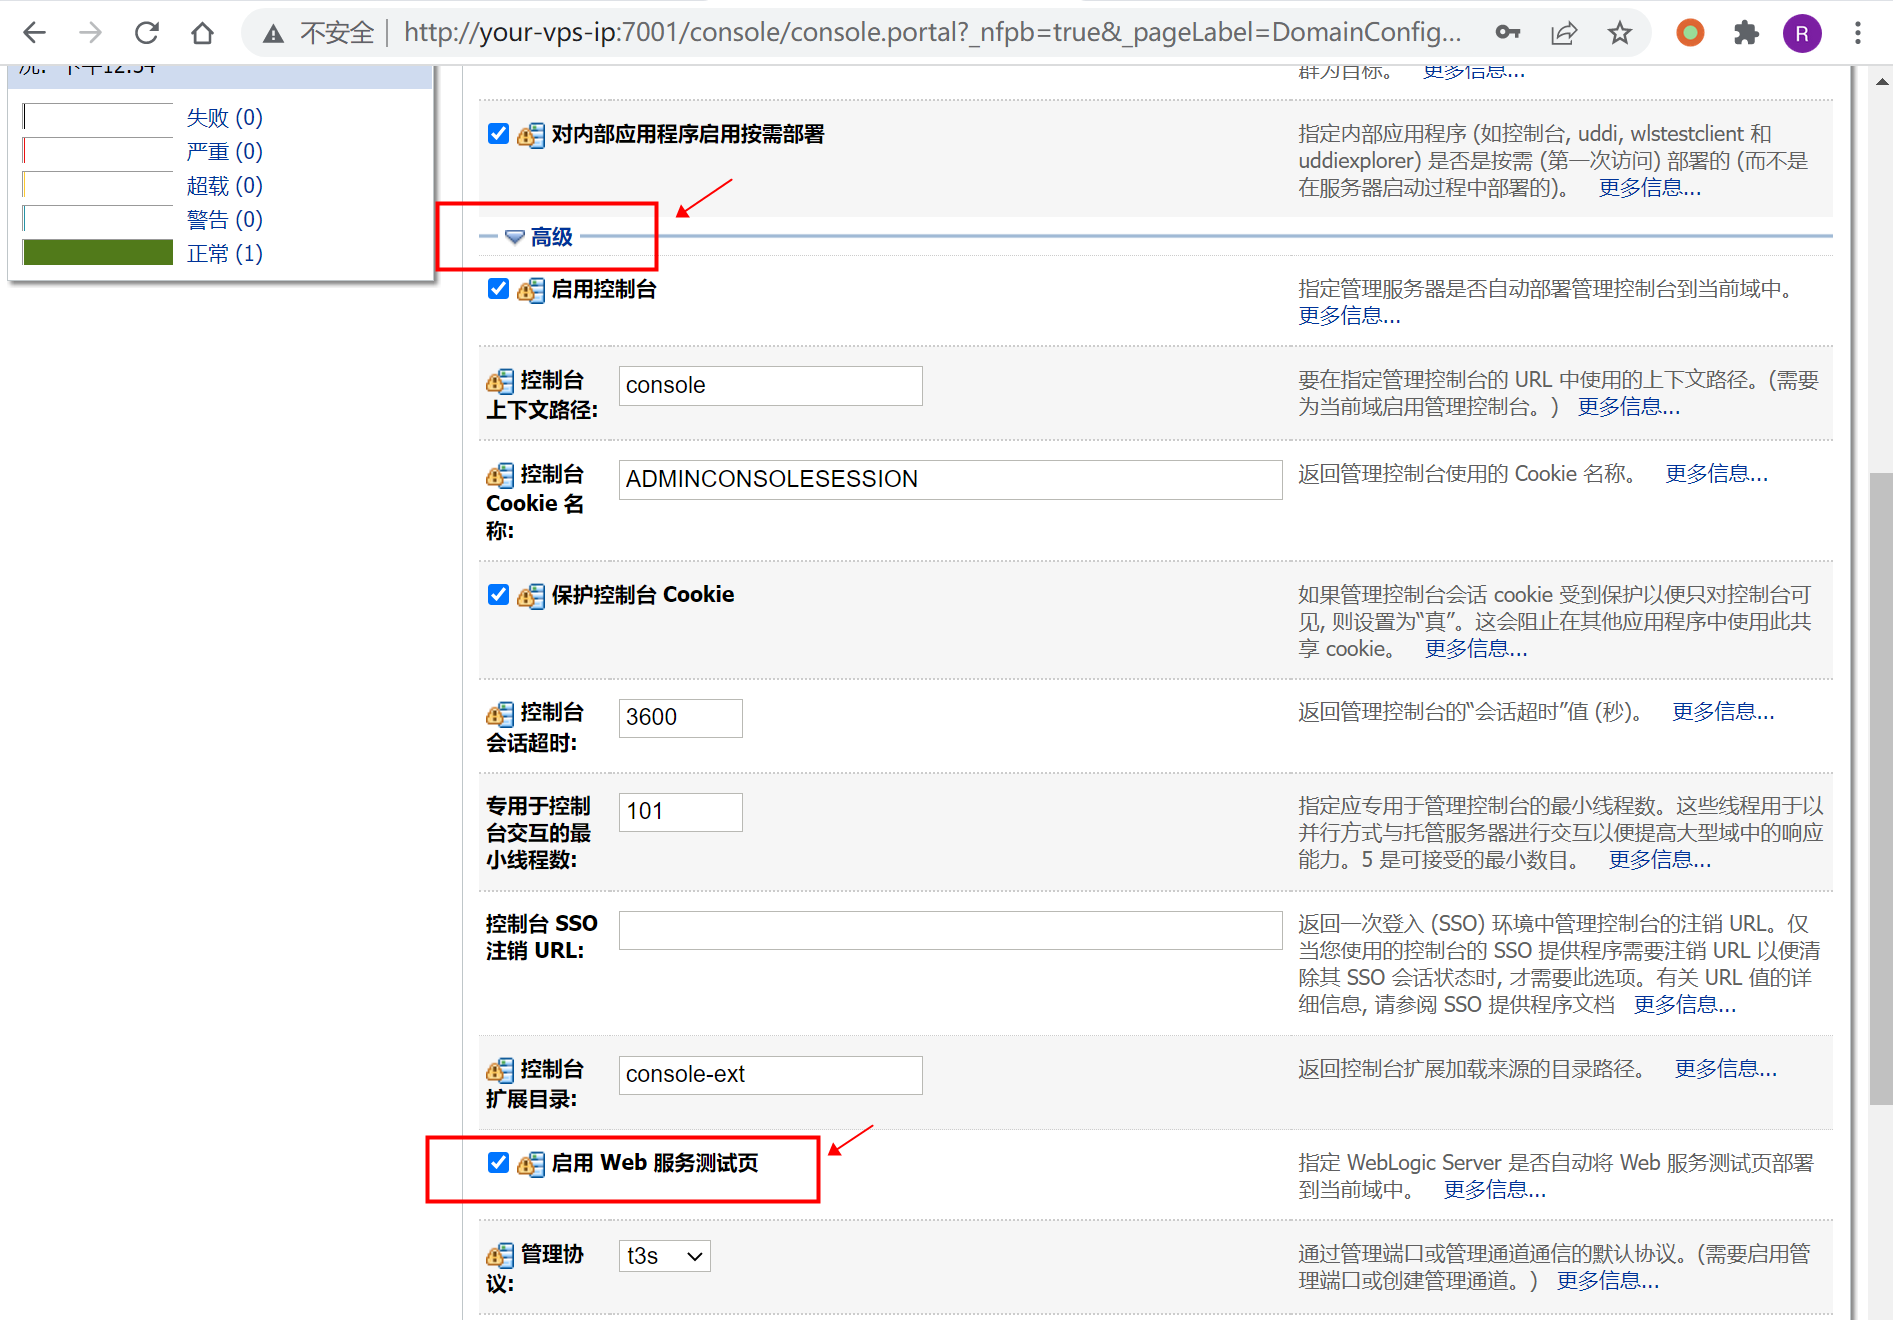 不安全 http://your-vps-ip:7001/console/console.portal?_nfpb=true&_pageLabel=DomainConfig...
R
况: 下午12:34
失败 (0)
严重 (0)
超载 (0)
警告 (0)
正常 (1)
群为目标。 更多信息...
对内部应用程序启用按需部署
指定内部应用程序 (如控制台, uddi, wlstestclient 和
uddiexplorer) 是否是按需 (第一次访问) 部署的 (而不是
在服务器启动过程中部署的)。 更多信息...
高级
启用控制台
指定管理服务器是否自动部署管理控制台到当前域中。
更多信息...
控制台
上下文路径:
console
要在指定管理控制台的 URL 中使用的上下文路径。(需要
为当前域启用管理控制台。) 更多信息...
控制台
Cookie 名
称:
ADMINCONSOLESESSION
返回管理控制台使用的 Cookie 名称。 更多信息...
保护控制台 Cookie
如果管理控制台会话 cookie 受到保护以便只对控制台可
见, 则设置为“真”。这会阻止在其他应用程序中使用此共
享 cookie。 更多信息...
控制台
会话超时:
3600
返回管理控制台的“会话超时”值 (秒)。 更多信息...
专用于控制
台交互的最
小线程数:
101
指定应专用于管理控制台的最小线程数。这些线程用于以
并行方式与托管服务器进行交互以便提高大型域中的响应
能力。5 是可接受的最小数目。 更多信息...
控制台 SSO
注销 URL:
返回一次登入 (SSO) 环境中管理控制台的注销 URL。仅
当您使用的控制台的 SSO 提供程序需要注销 URL 以便清
除其 SSO 会话状态时, 才需要此选项。有关 URL 值的详
细信息, 请参阅 SSO 提供程序文档 更多信息...
控制台
扩展目录:
console-ext
返回控制台扩展加载来源的目录路径。 更多信息...
启用 Web 服务测试页
指定 WebLogic Server 是否自动将 Web 服务测试页部署
到当前域中。 更多信息...
管理协
议:
t3s
通过管理端口或管理通道通信的默认协议。(需要启用管
理端口或创建管理通道。) 更多信息...